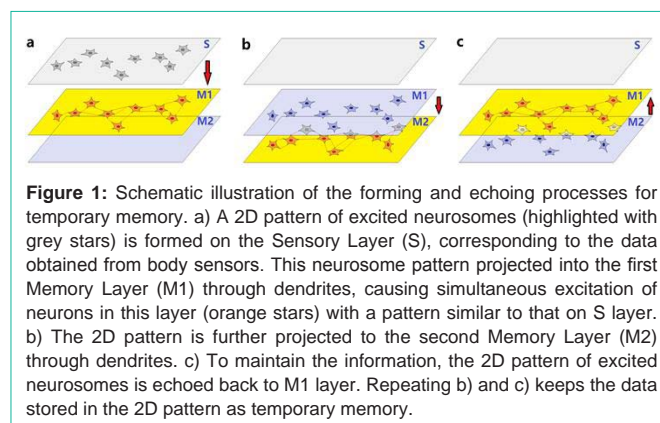 a
S
M1
M2
b
S
M1
M2
c
S
M1
M2
Figure 1: Schematic illustration of the forming and echoing processes for
temporary memory. a) A 2D pattern of excited neurosomes (highlighted with
grey stars) is formed on the Sensory Layer (S), corresponding to the data
obtained from body sensors. This neurosome pattern projected into the first
Memory Layer (M1) through dendrites, causing simultaneous excitation of
neurons in this layer (orange stars) with a pattern similar to that on S layer.
b) The 2D pattern is further projected to the second Memory Layer (M2)
through dendrites. c) To maintain the information, the 2D pattern of excited
neurosomes is echoed back to M1 layer. Repeating b) and c) keeps the data
stored in the 2D pattern as temporary memory.